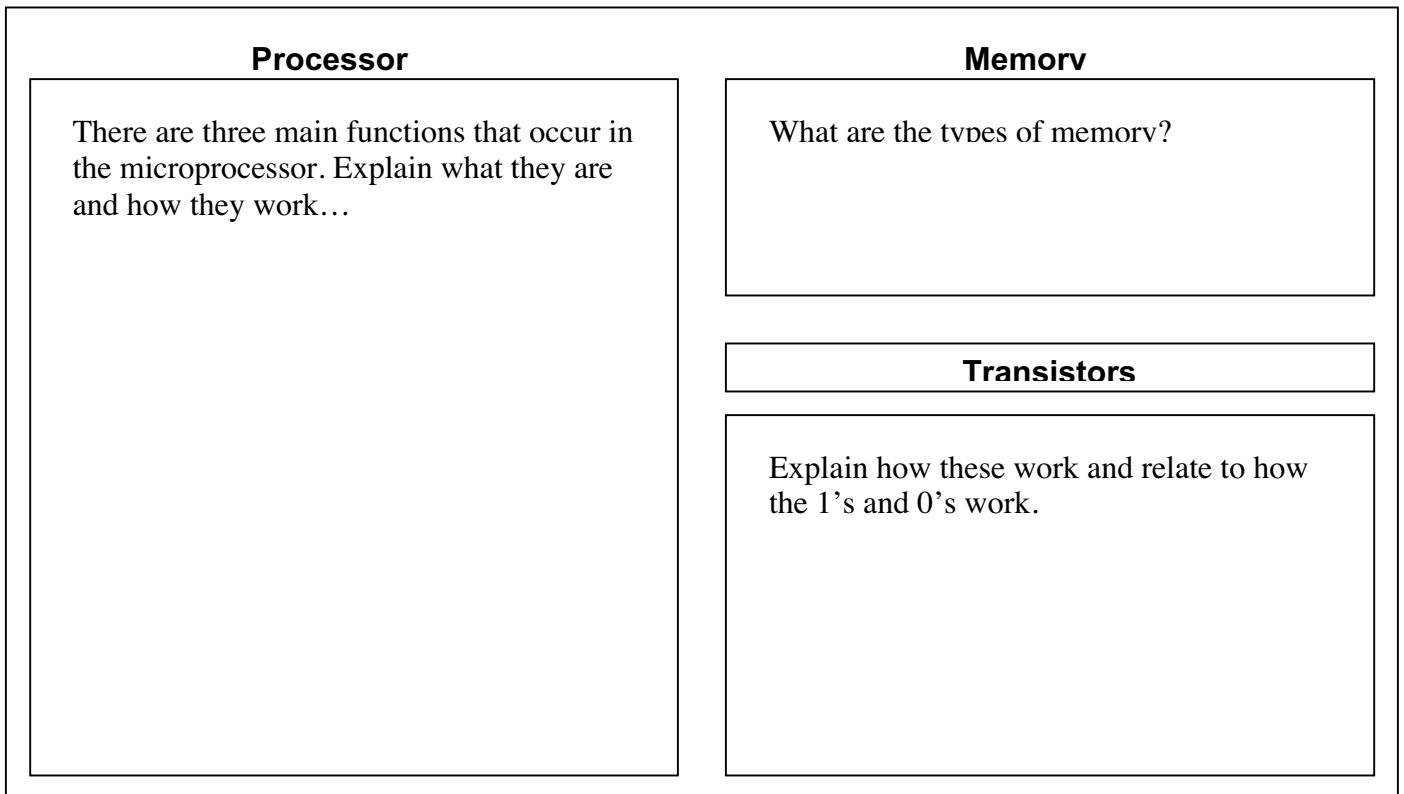 Processor
There are three main functions that occur in
the microprocessor. Explain what they are
and how they work…
Memory
What are the types of memory?
Transistors
Explain how these work and relate to how
the 1’s and 0’s work.